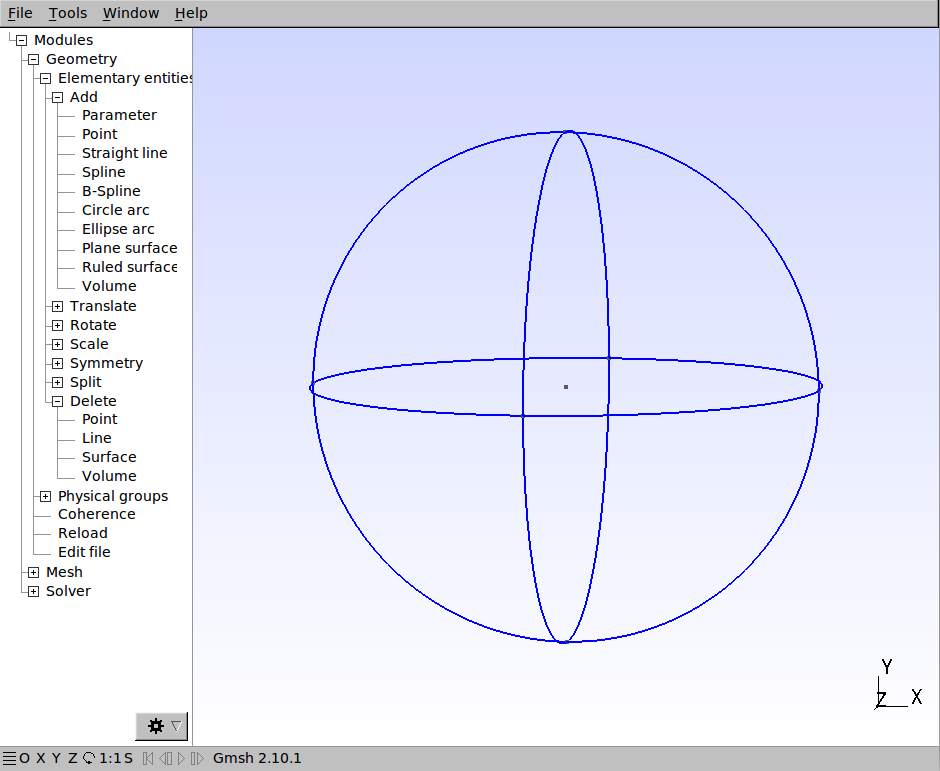 File Tools Window Help
Modules
Geometry
Elementary entities
Add
Parameter
Point
Straight line
Spline
B-Spline
Circle arc
Ellipse arc
Plane surface
Ruled surface
Volume
Translate
Rotate
Scale
Symmetry
Split
Delete
Point
Line
Surface
Volume
Physical groups
Coherence
Reload
Edit file
Mesh
Solver
Y
Z X
O X Y Z 1:1 S Gmsh 2.10.1